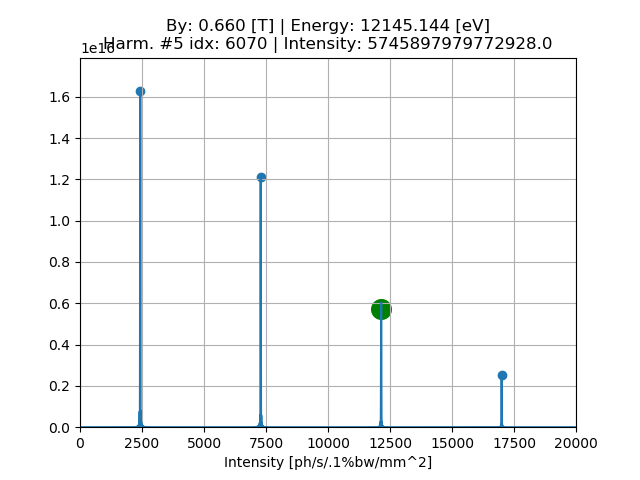 By: 0.660 [T] | Energy: 12145.144 [eV]
Harm. #5 idx: 6070 | Intensity: 5745897979772928.0
1e16
1.6
1.4
1.2
1.0
0.8
0.6
0.4
0.2
0.0
0 2500 5000 7500 10000 12500 15000 17500 20000
Intensity [ph/s/.1%bw/mm^2]